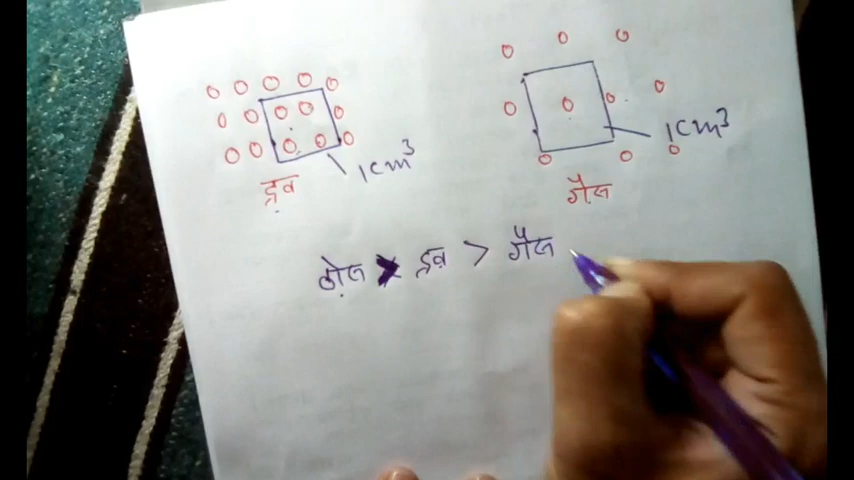 1cm³ 1cm³
द्रव गैस
ठोस > द्रव > गैस